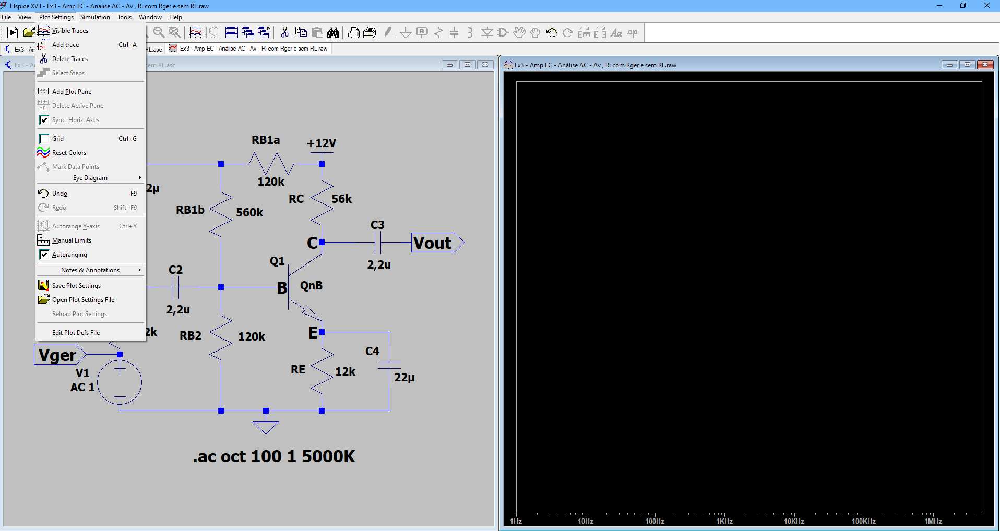 LTspice XVII - Ex3 - Amp EC - Análise AC - Av , Ri com Rger e sem RL.raw
File View Plot Settings Simulation Tools Window Help
Ex3 - Am RL.asc Ex3 - Amp EC - Análise AC - Av , Ri com Rger e sem RL.raw
Ex3 - A sem RL.asc
Visible Traces
Add trace Ctrl+A
Delete Traces
Select Steps
Add Plot Pane
Delete Active Pane
Sync. Horiz. Axes
Grid Ctrl+G
Reset Colors
Mark Data Points
Eye Diagram
Undo F9
Redo Shift+F9
Autorange Y-axis Ctrl+Y
Manual Limits
Autoranging
Notes & Annotations
Save Plot Settings
Open Plot Settings File
Reload Plot Settings
Edit Plot Defs File
RB1a
+12V
120k
2µ
RC
56k
RB1b
560k
C3
C
Vout
Q1
2,2u
C2
B
QnB
2,2u
2k
RB2
120k
E
C4
Vger
RE
12k
V1
22µ
AC 1
.ac oct 100 1 5000K
Ex3 - Amp EC - Análise AC - Av , Ri com Rger e sem RL.raw
1Hz 10Hz 100Hz 1KHz 10KHz 100KHz 1MHz